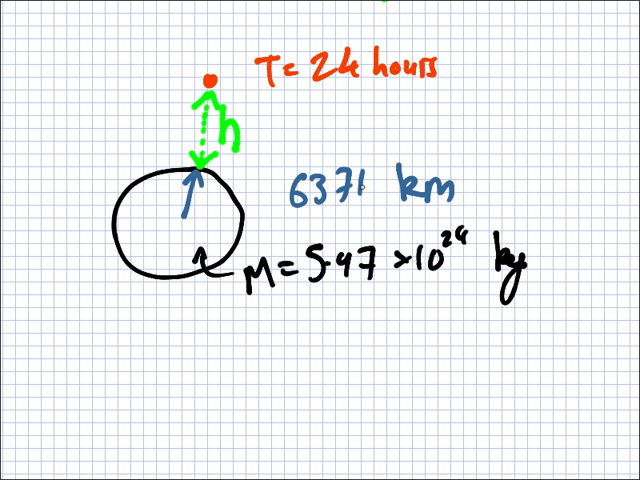 T = 24 hours
h
6371 km
M = 5.97 × 10²⁴ kg